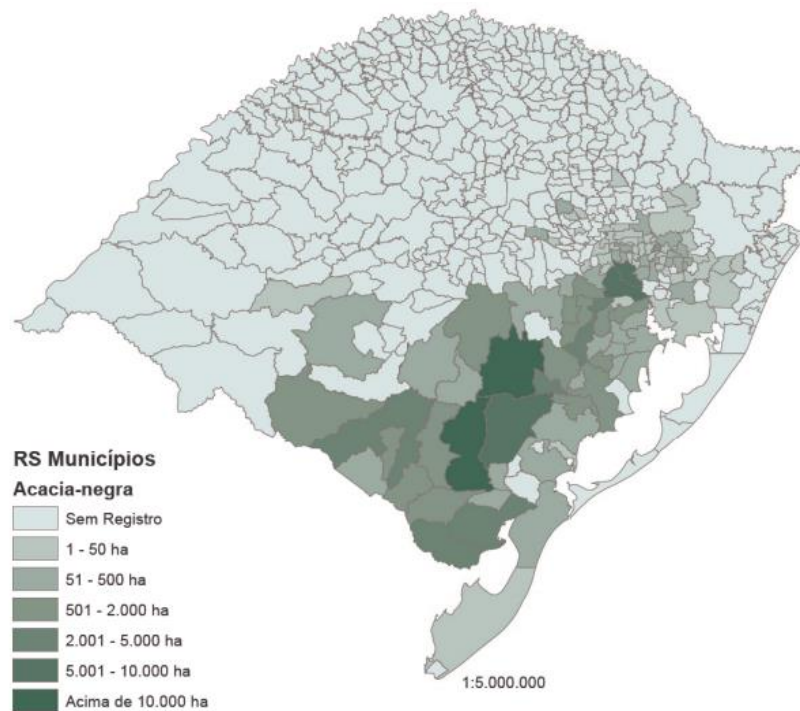 RS Municípios
Acacia-negra
Sem Registro
1 - 50 ha
51 - 500 ha
501 - 2.000 ha
2.001 - 5.000 ha
5.001 - 10.000 ha
Acima de 10.000 ha
1:5.000.000